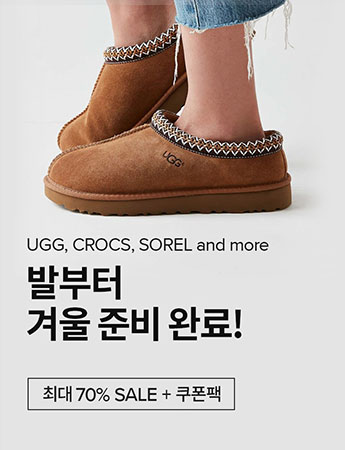 UGG
UGG, CROCS, SOREL and more
발부터
겨울 준비 완료!
최대 70% SALE + 쿠폰팩